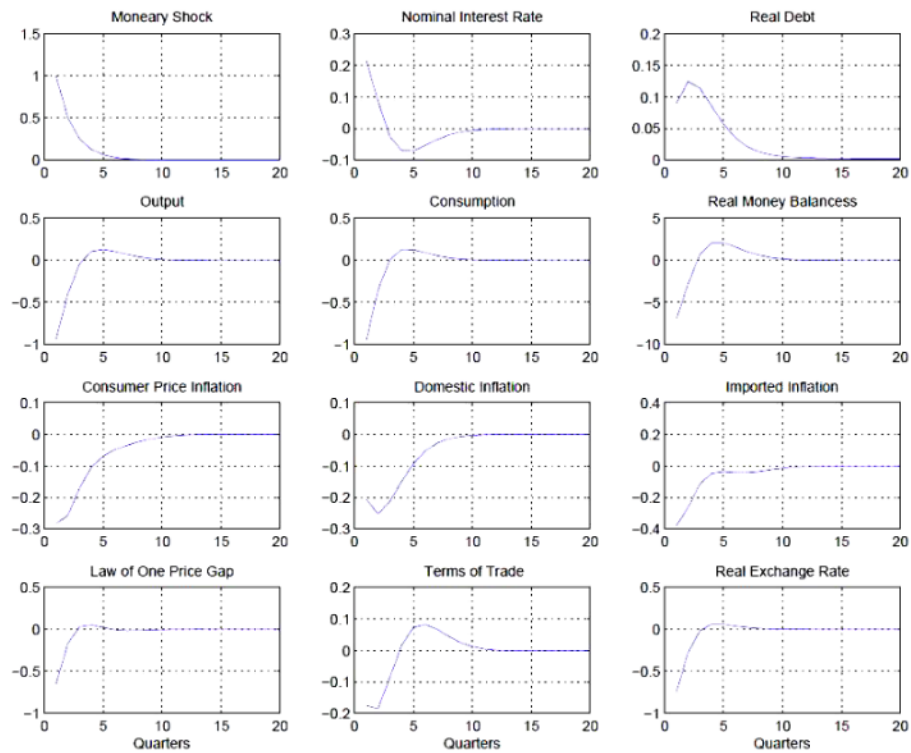 Moneary Shock
Nominal Interest Rate
Real Debt
1.5
1
0.5
0
0 5 10 15 20
0.3
0.2
0.1
0
−0.1
0 5 10 15 20
0.2
0.15
0.1
0.05
0
0 5 10 15 20
Output
Consumption
Real Money Balancess
0.5
0
−0.5
−1
0 5 10 15 20
0.5
0
−0.5
−1
0 5 10 15 20
5
0
−5
−10
0 5 10 15 20
Consumer Price Inflation
Domestic Inflation
Imported Inflation
0.1
0
−0.1
−0.2
−0.3
0 5 10 15 20
0.1
0
−0.1
−0.2
−0.3
0 5 10 15 20
0.4
0.2
0
−0.2
−0.4
0 5 10 15 20
Law of One Price Gap
Terms of Trade
Real Exchange Rate
0.5
0
−0.5
−1
0 5 10 15 20
Quarters
0.2
0.1
0
−0.1
−0.2
0 5 10 15 20
Quarters
0.5
0
−0.5
−1
0 5 10 15 20
Quarters